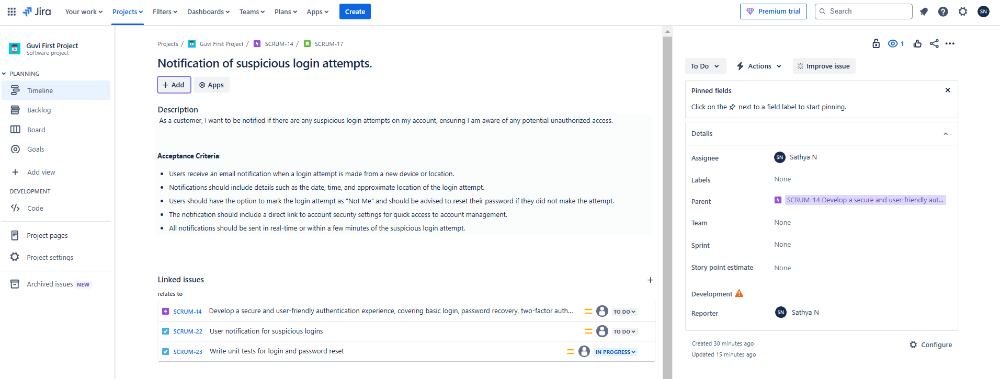 Jira
Your work
Projects
Filters
Dashboards
Teams
Plans
Apps
Create
Premium trial
Search
SN
Guvi First Project
Software project
PLANNING
Timeline
Backlog
Board
Goals
Add view
DEVELOPMENT
Code
Project pages
Project settings
Archived issues NEW
Projects / Guvi First Project / SCRUM-14 / SCRUM-17
Notification of suspicious login attempts.
+ Add
Apps
Description
As a customer, I want to be notified if there are any suspicious login attempts on my account, ensuring I am aware of any potential unauthorized access.
Acceptance Criteria:
• Users receive an email notification when a login attempt is made from a new device or location.
• Notifications should include details such as the date, time, and approximate location of the login attempt.
• Users should have the option to mark the login attempt as "Not Me" and should be advised to reset their password if they did not make the attempt.
• The notification should include a direct link to account security settings for quick access to account management.
• All notifications should be sent in real-time or within a few minutes of the suspicious login attempt.
Linked issues
relates to
SCRUM-14 Develop a secure and user-friendly authentication experience, covering basic login, password recovery, two-factor auth... TO DO
SCRUM-22 User notification for suspicious logins TO DO
SCRUM-23 Write unit tests for login and password reset IN PROGRESS
1
To Do
Actions
Improve issue
Pinned fields
Click on the next to a field label to start pinning.
Details
Assignee SN Sathya N
Labels None
Parent SCRUM-14 Develop a secure and user-friendly aut...
Team None
Sprint None
Story point estimate None
Development
Reporter SN Sathya N
Created 30 minutes ago
Updated 15 minutes ago
Configure